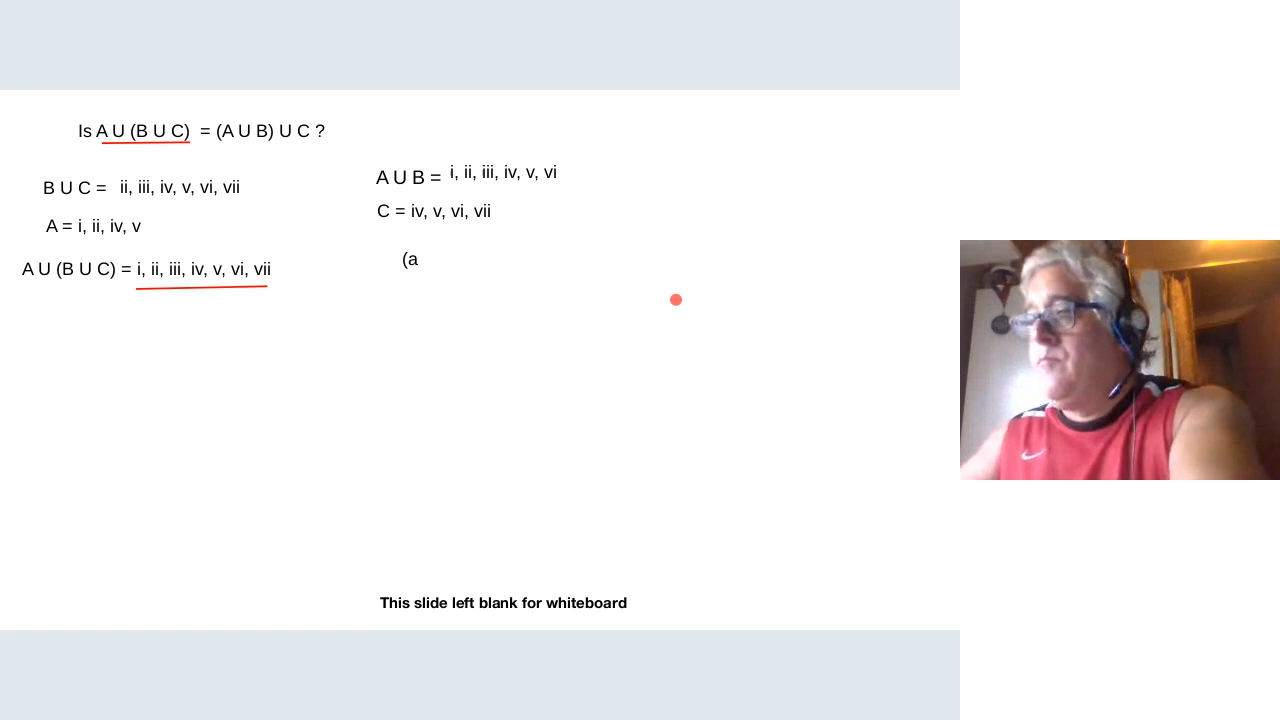 Is A U (B U C) = (A U B) U C ?
B U C = ii, iii, iv, v, vi, vii
A = i, ii, iv, v
A U (B U C) = i, ii, iii, iv, v, vi, vii
A U B = i, ii, iii, iv, v, vi
C = iv, v, vi, vii
(a
This slide left blank for whiteboard